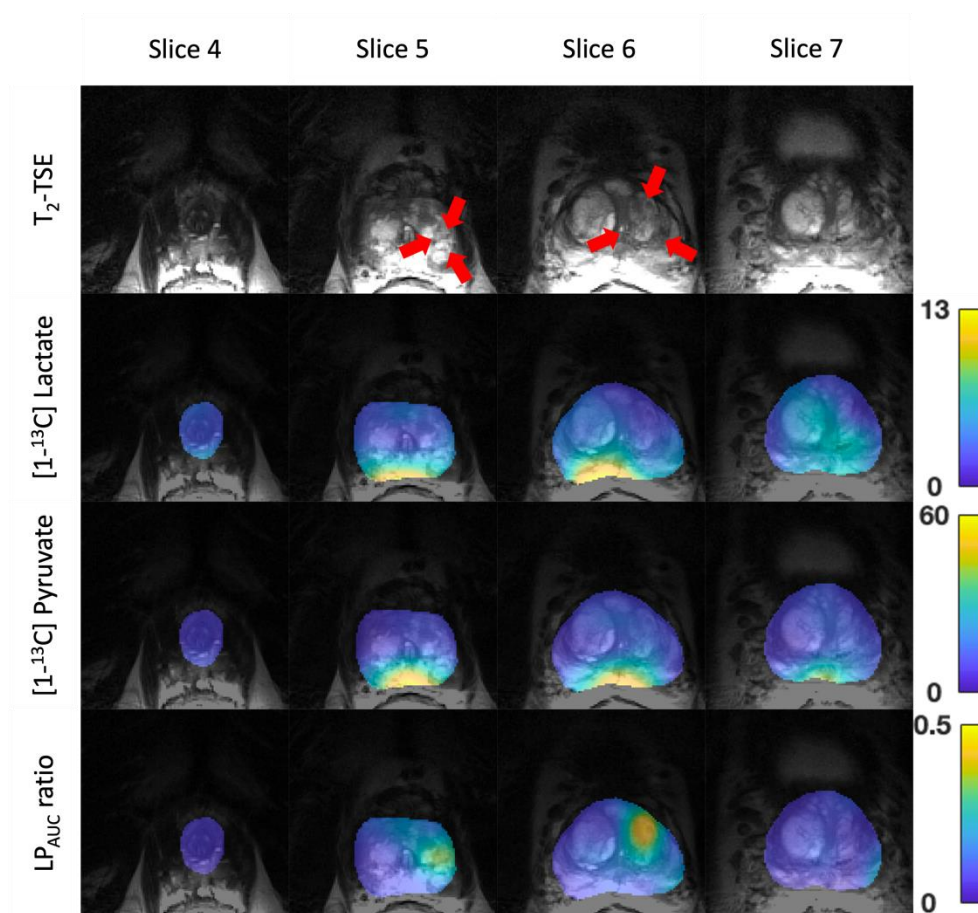 Slice 4 Slice 5 Slice 6 Slice 7
T₂-TSE
[1-¹³C] Lactate
13
0
[1-¹³C] Pyruvate
60
0
LP_AUC ratio
0.5
0